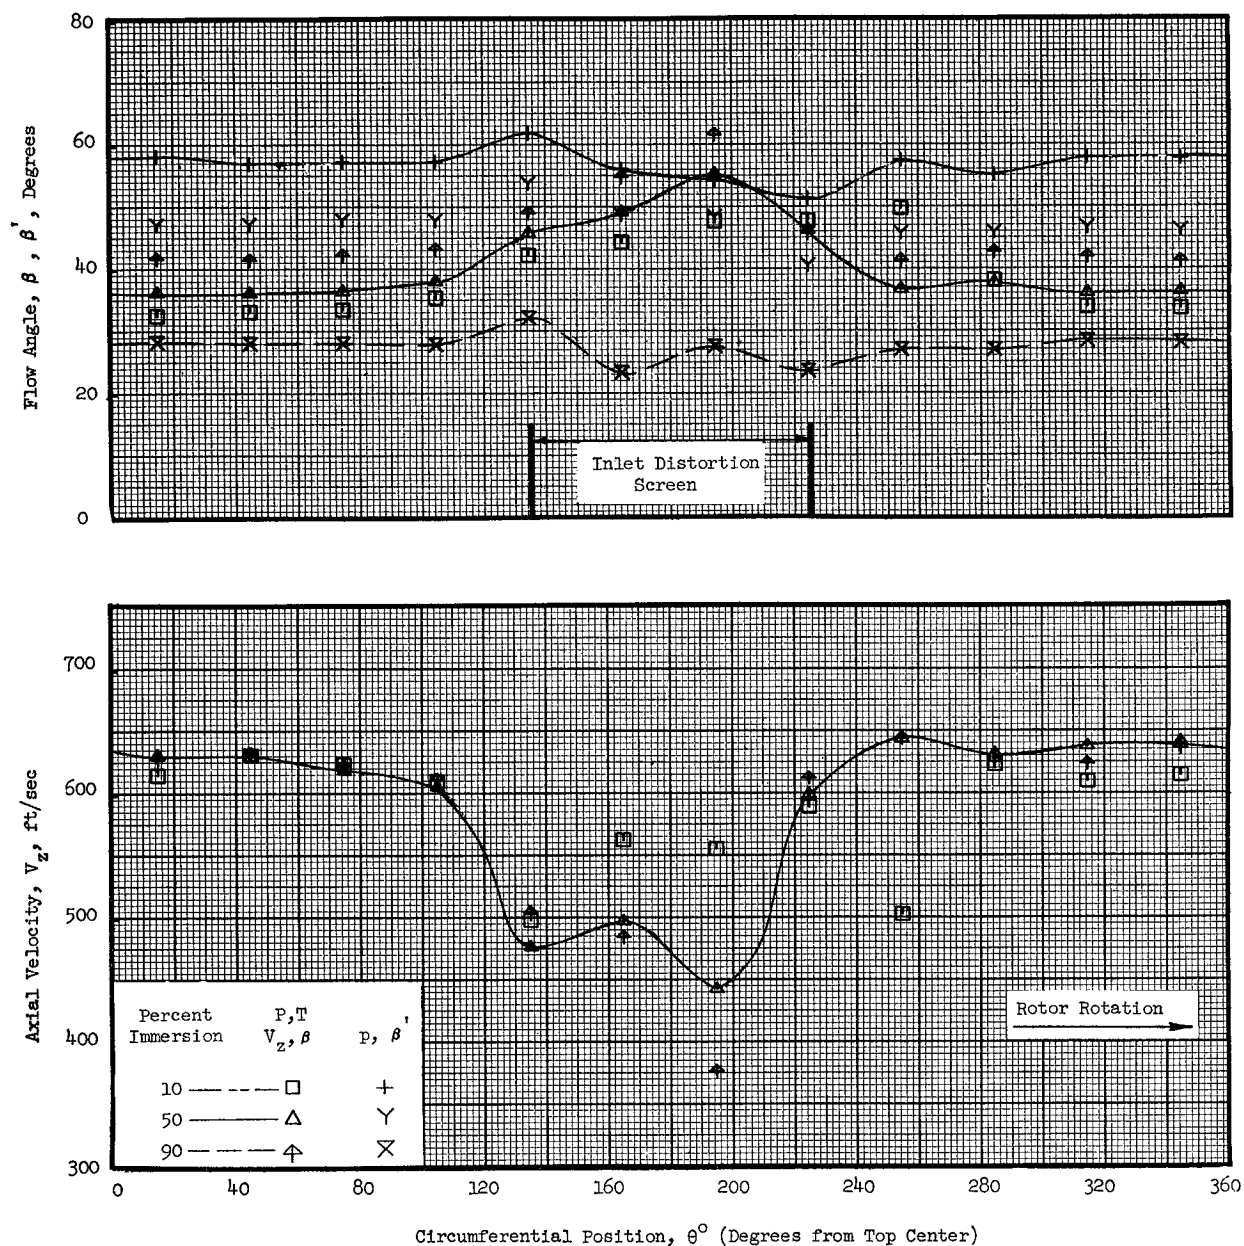 80
60
40
20
0
Flow Angle, β , β', Degrees
Inlet Distortion
Screen
700
600
500
400
300
Axial Velocity, Vz, ft/sec
Rotor Rotation
Percent P,T
Immersion Vz, β p, β'
10
50
90
0 40 80 120 160 200 240 280 320 360
Circumferential Position, θ° (Degrees from Top Center)